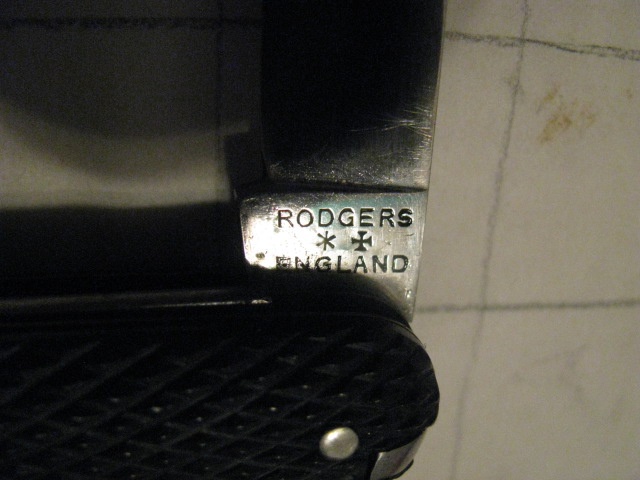 RODGERS
* ✠
ENGLAND